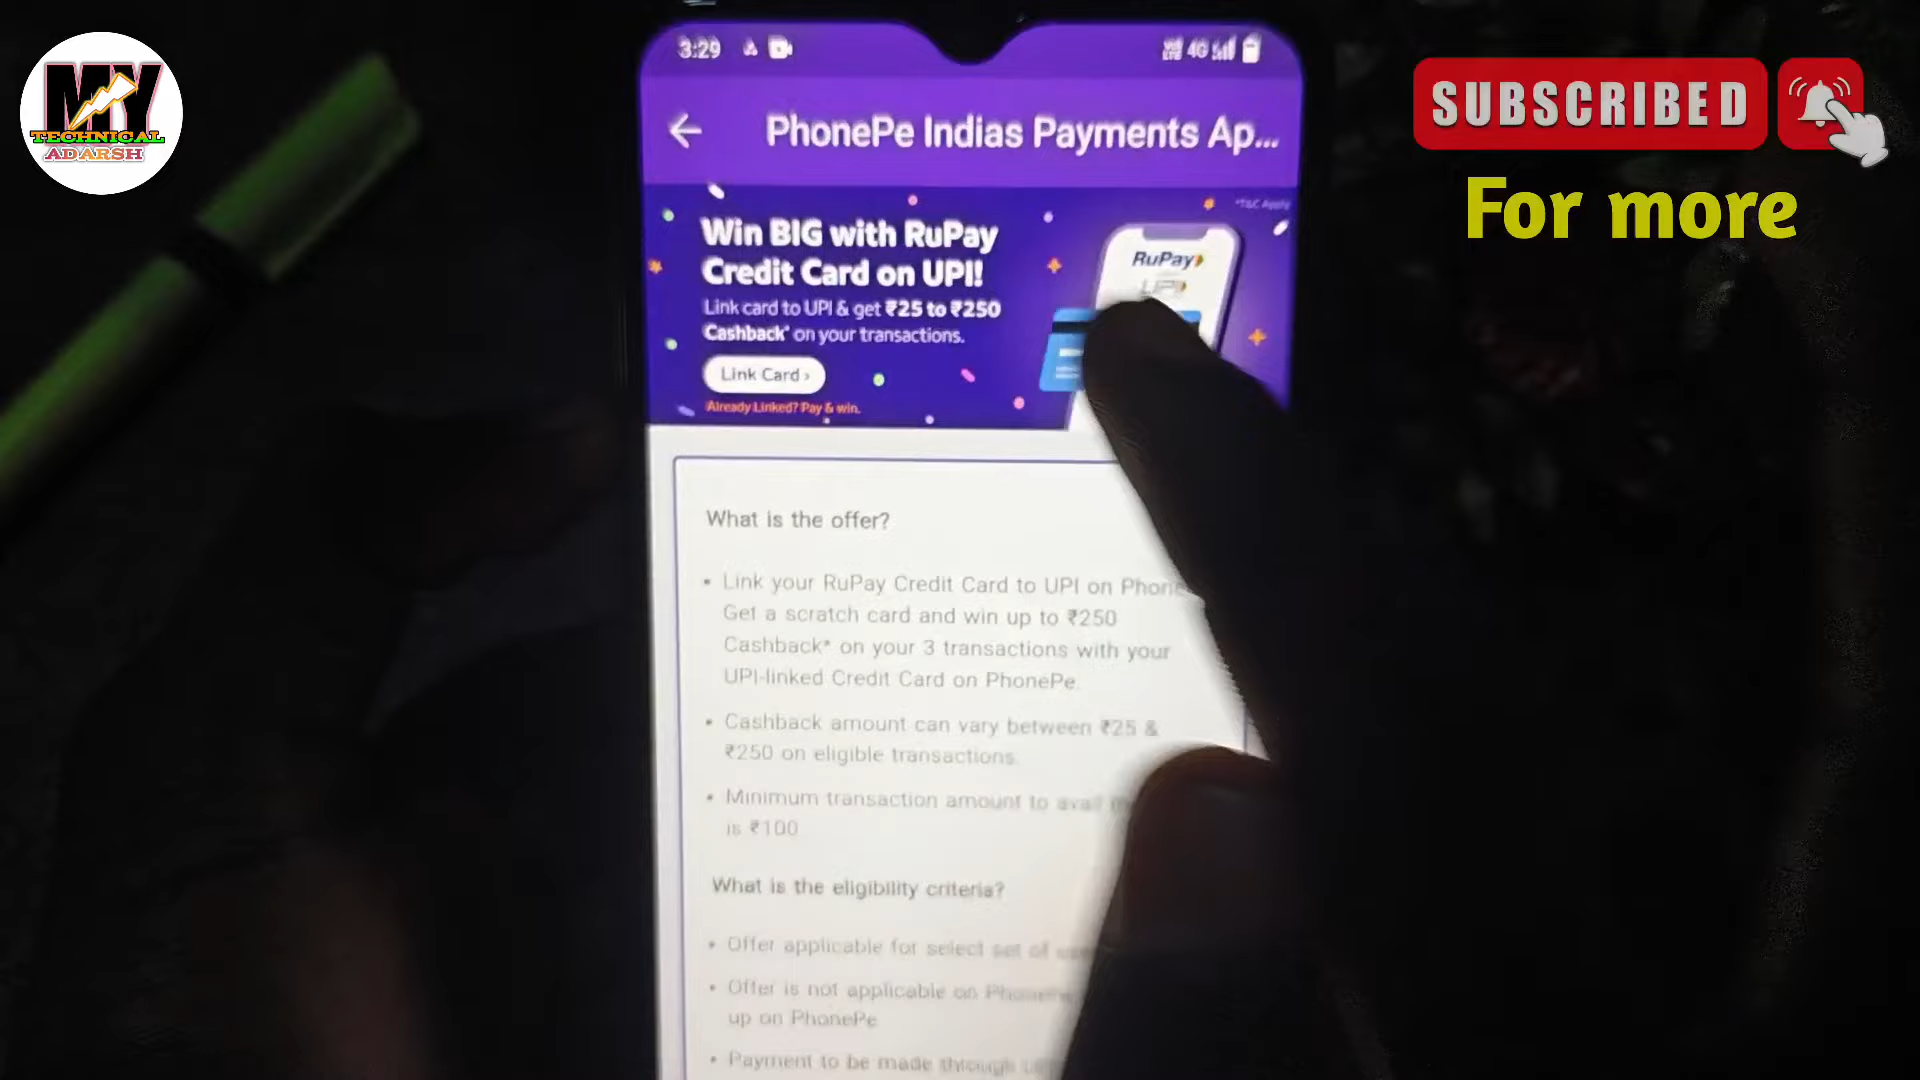 MY
TECHNICAL
ADARSH
3:29
4G
PhonePe Indias Payments Ap...
SUBSCRIBED
For more
*T&C Apply
Win BIG with RuPay
Credit Card on UPI!
Link card to UPI & get ₹25 to ₹250
Cashback* on your transactions.
Link Card ›
Already Linked? Pay & win.
RuPay
UPI
What is the offer?
• Link your RuPay Credit Card to UPI on Phone
Get a scratch card and win up to ₹250
Cashback* on your 3 transactions with your
UPI-linked Credit Card on PhonePe.
• Cashback amount can vary between ₹25 &
₹250 on eligible transactions.
• Minimum transaction amount to avail
is ₹100
What is the eligibility criteria?
• Offer applicable for select set of
• Offer is not applicable on
up on PhonePe
• Payment to be made through